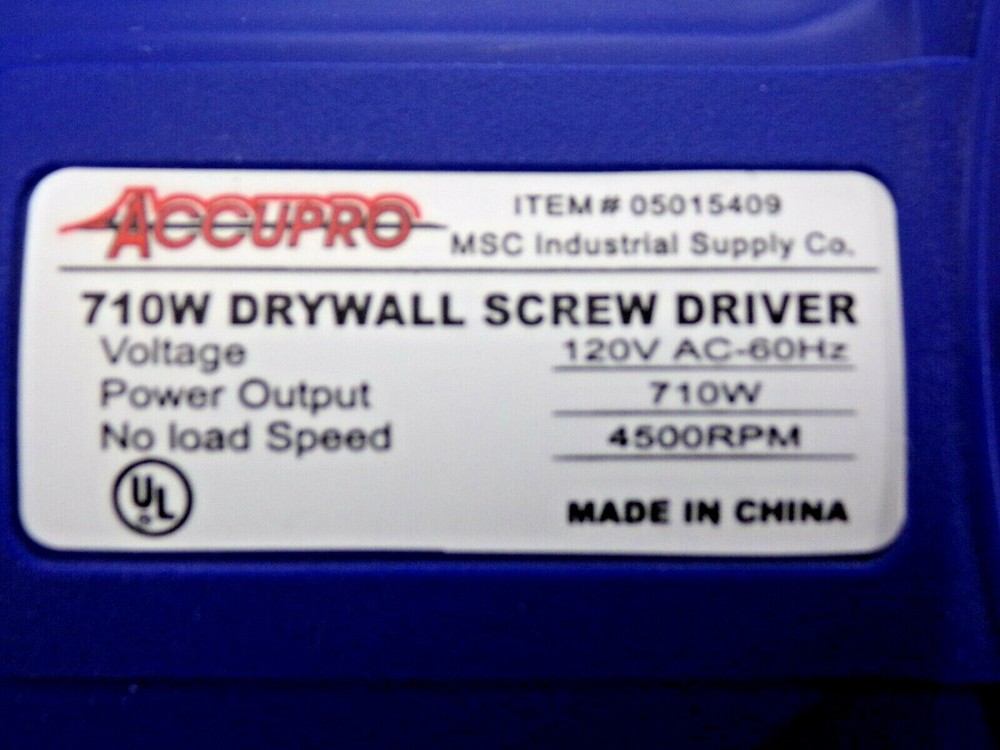 ACCUPRO ITEM# 05015409
MSC Industrial Supply Co.
710W DRYWALL SCREW DRIVER
Voltage 120V AC-60Hz
Power Output 710W
No load Speed 4500RPM
UL
MADE IN CHINA